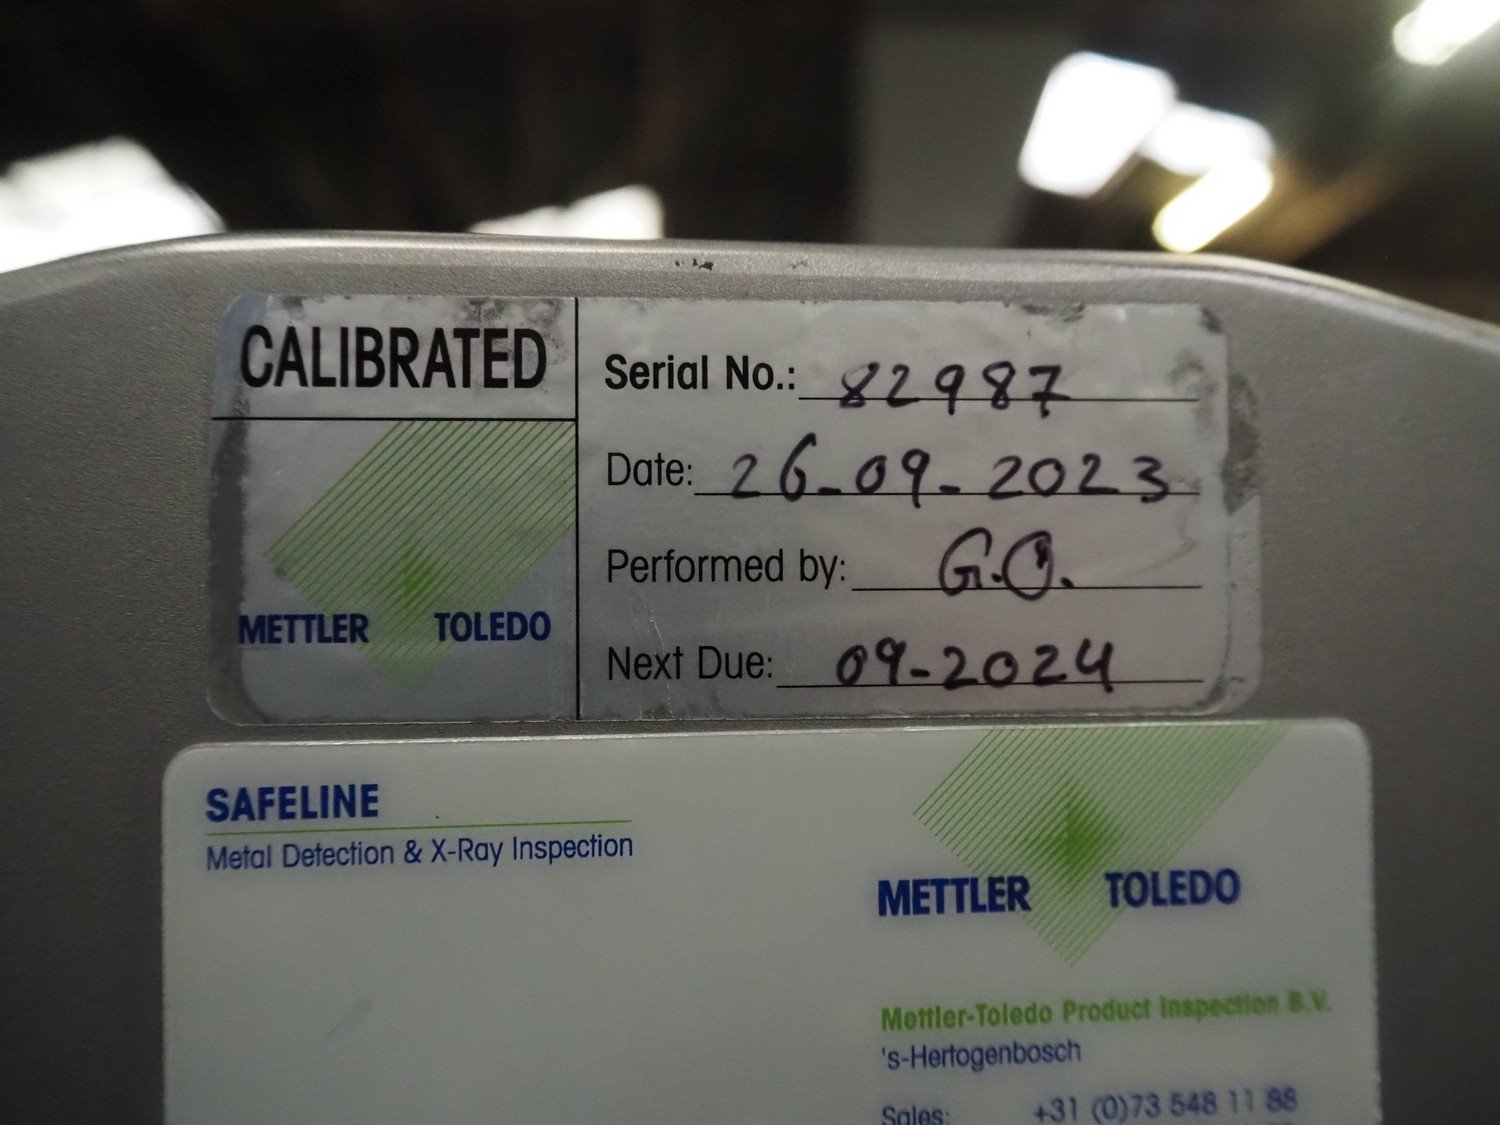 CALIBRATED
METTLER TOLEDO
Serial No.: 82987
Date: 26-09-2023
Performed by: G.O.
Next Due: 09-2024
SAFELINE
Metal Detection & X-Ray Inspection
METTLER TOLEDO
Mettler-Toledo Product Inspection B.V.
's-Hertogenbosch
Sales: +31 (0)73 548 11 88